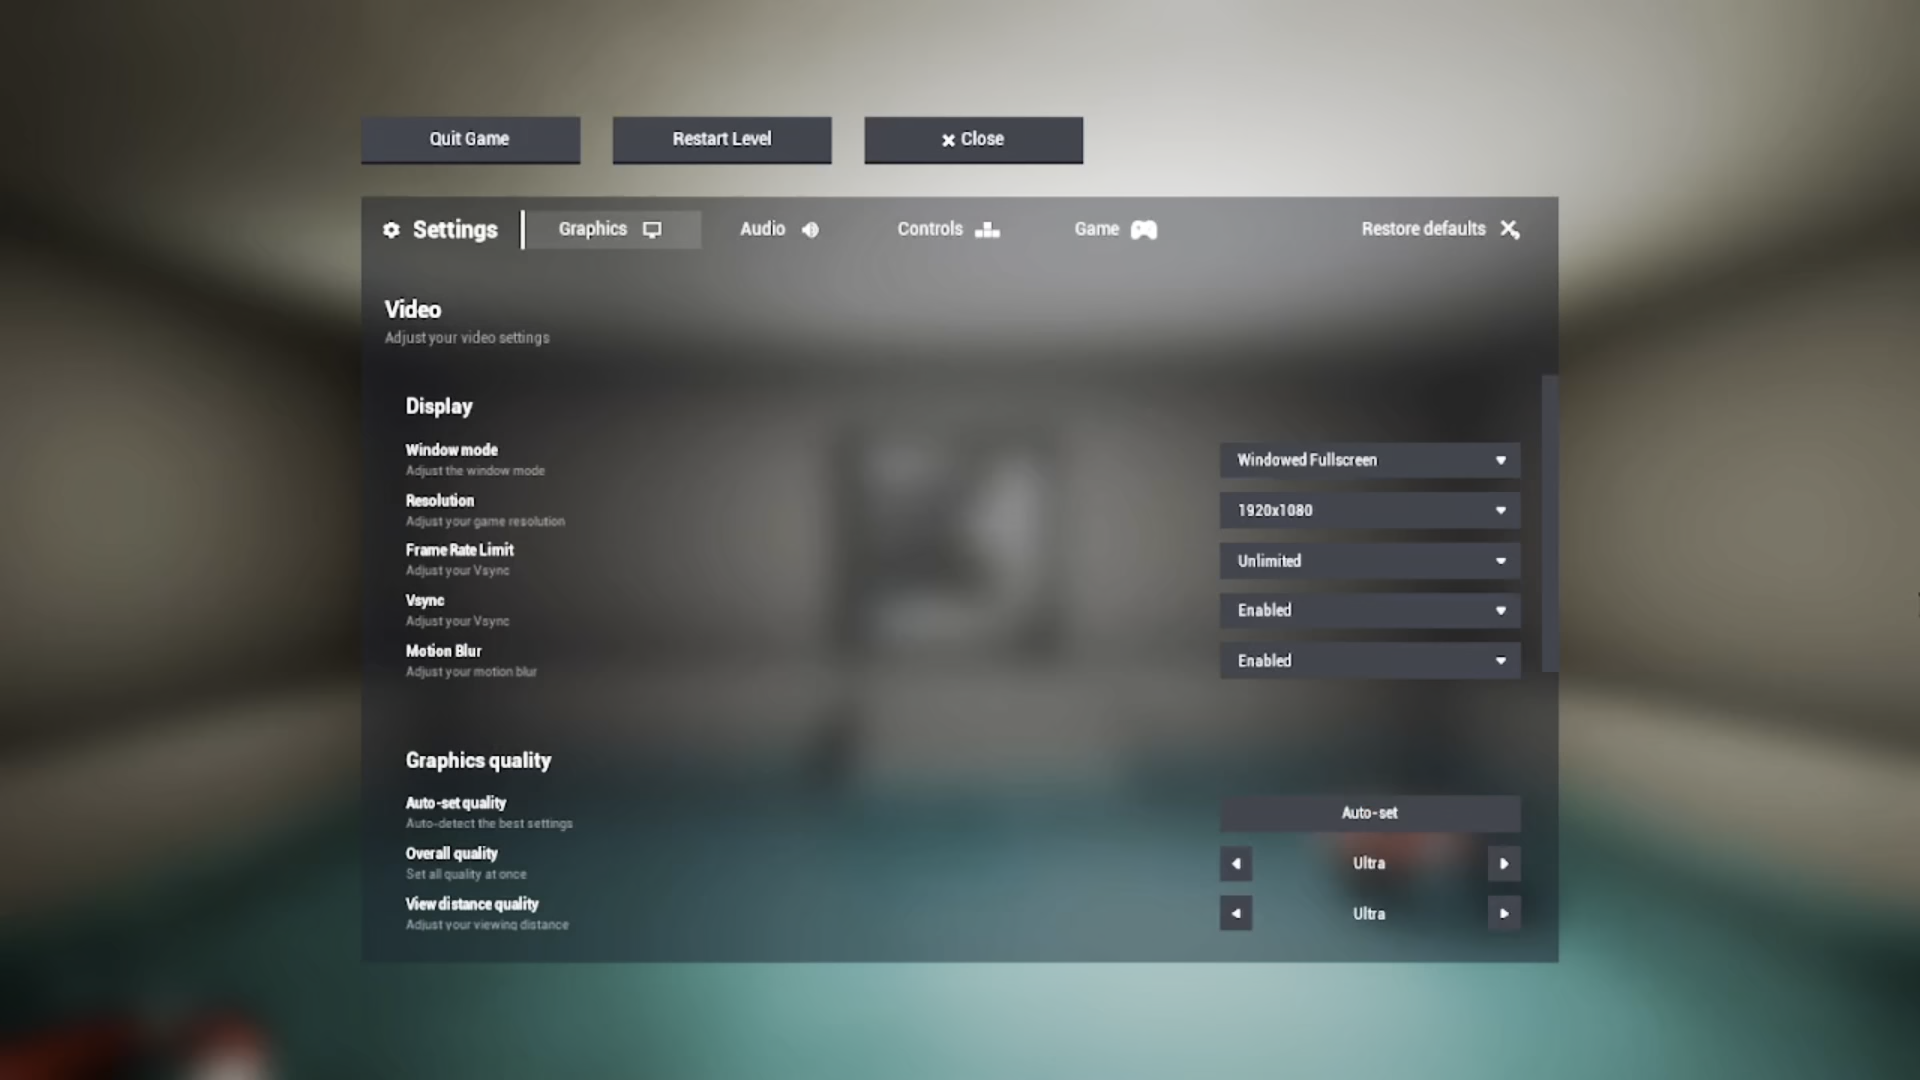 Quit Game
Restart Level
Close
Settings
Graphics
Audio
Controls
Game
Restore defaults
Video
Adjust your video settings
Display
Window mode
Adjust the window mode
Windowed Fullscreen
Resolution
Adjust your game resolution
1920x1080
Frame Rate Limit
Adjust your Vsync
Unlimited
Vsync
Adjust your Vsync
Enabled
Motion Blur
Adjust your motion blur
Enabled
Graphics quality
Auto-set quality
Auto-detect the best settings
Auto-set
Overall quality
Set all quality at once
Ultra
View distance quality
Adjust your viewing distance
Ultra